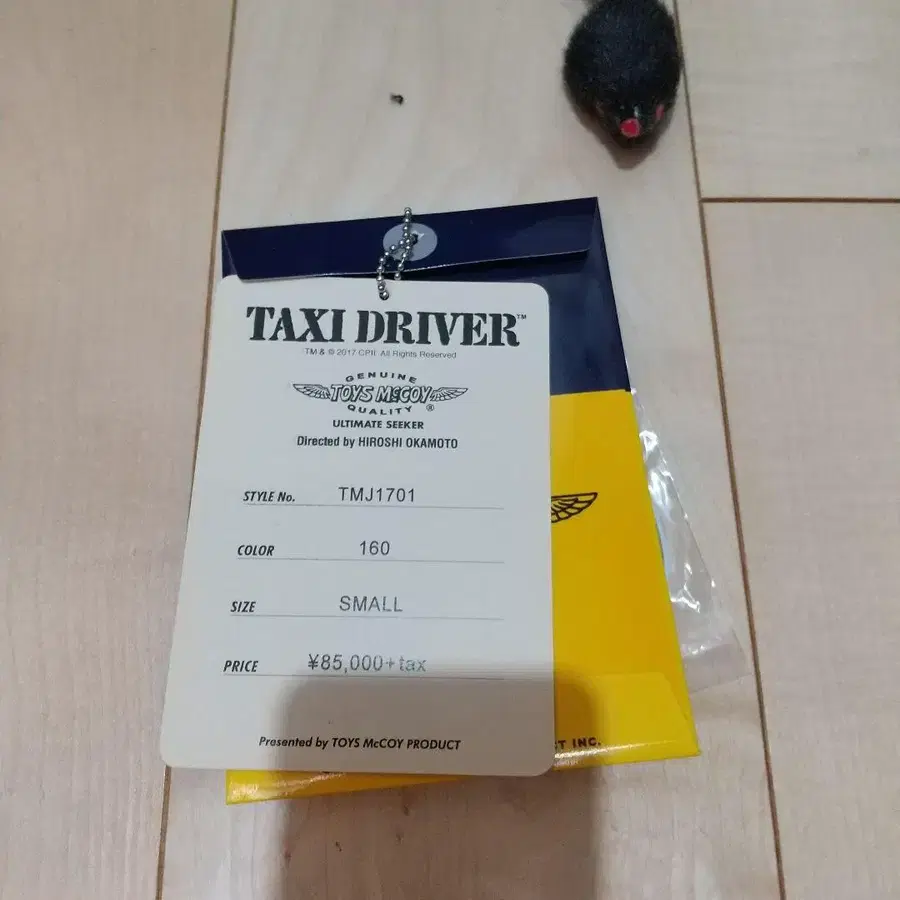 TAXI DRIVER™
TM & © 2017 CPII. All Rights Reserved
GENUINE
TOYS McCOY
QUALITY ®
ULTIMATE SEEKER
Directed by HIROSHI OKAMOTO
STYLE No. TMJ1701
COLOR 160
SIZE SMALL
PRICE ¥85,000+tax
Presented by TOYS McCOY PRODUCT
INC.